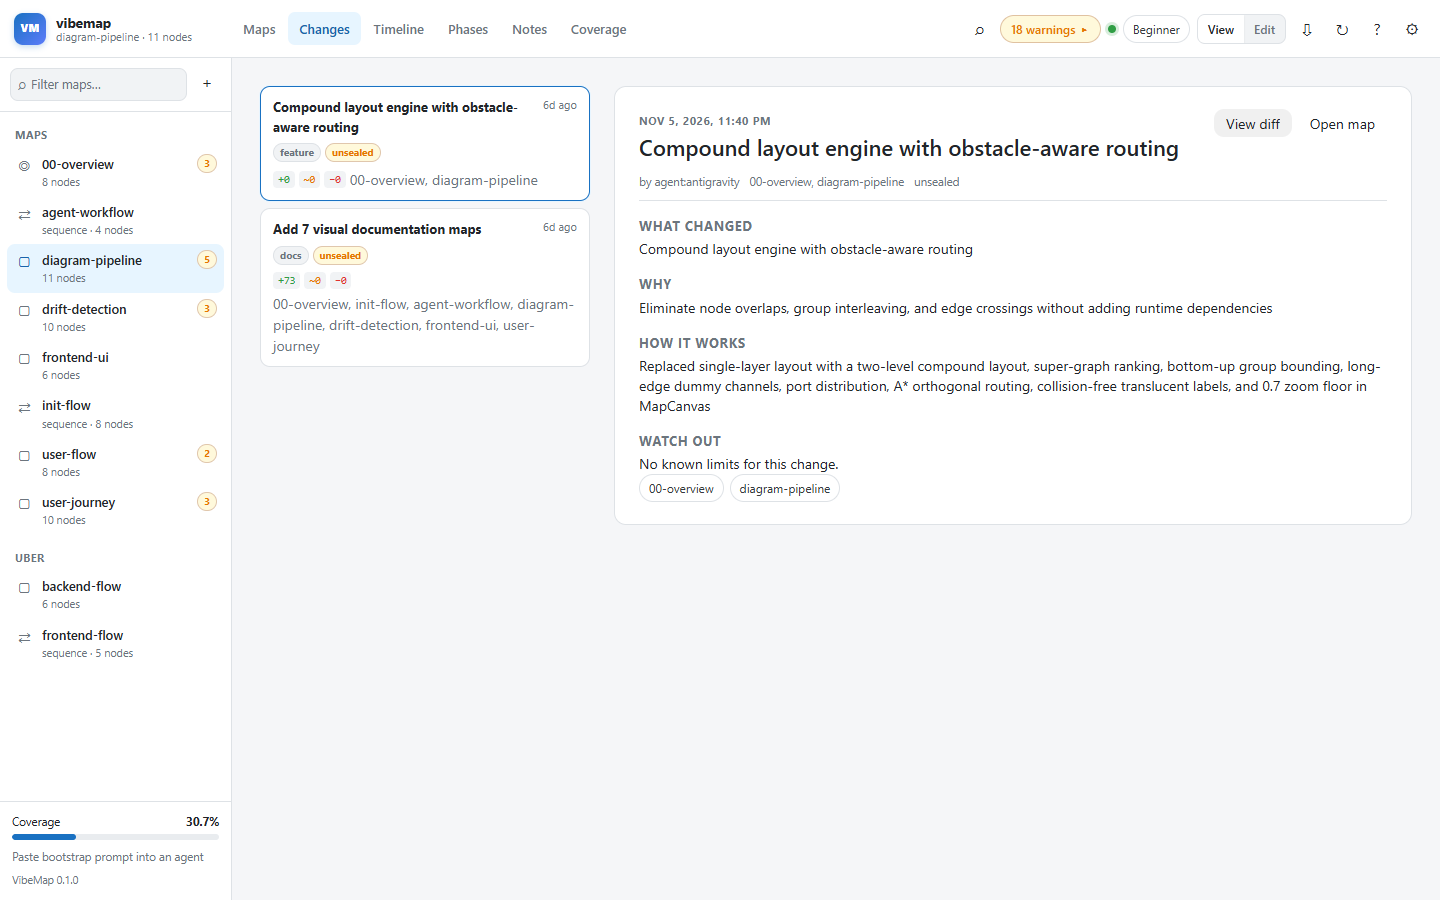 VM
vibemap
diagram-pipeline · 11 nodes
Maps
Changes
Timeline
Phases
Notes
Coverage
18 warnings
Beginner
View
Edit
?
Filter maps...
+
MAPS
00-overview
3
8 nodes
agent-workflow
sequence · 4 nodes
diagram-pipeline
5
11 nodes
drift-detection
3
10 nodes
frontend-ui
6 nodes
init-flow
sequence · 8 nodes
user-flow
2
8 nodes
user-journey
3
10 nodes
UBER
backend-flow
6 nodes
frontend-flow
sequence · 5 nodes
Coverage
30.7%
Paste bootstrap prompt into an agent
VibeMap 0.1.0
Compound layout engine with obstacle-
aware routing
6d ago
feature
unsealed
+0 ~0 −0 00-overview, diagram-pipeline
Add 7 visual documentation maps
6d ago
docs
unsealed
+73 ~0 −0
00-overview, init-flow, agent-workflow, diagram-
pipeline, drift-detection, frontend-ui, user-
journey
NOV 5, 2026, 11:40 PM
View diff
Open map
Compound layout engine with obstacle-aware routing
by agent:antigravity 00-overview, diagram-pipeline unsealed
WHAT CHANGED
Compound layout engine with obstacle-aware routing
WHY
Eliminate node overlaps, group interleaving, and edge crossings without adding runtime dependencies
HOW IT WORKS
Replaced single-layer layout with a two-level compound layout, super-graph ranking, bottom-up group bounding, long-
edge dummy channels, port distribution, A* orthogonal routing, collision-free translucent labels, and 0.7 zoom floor in
MapCanvas
WATCH OUT
No known limits for this change.
00-overview
diagram-pipeline